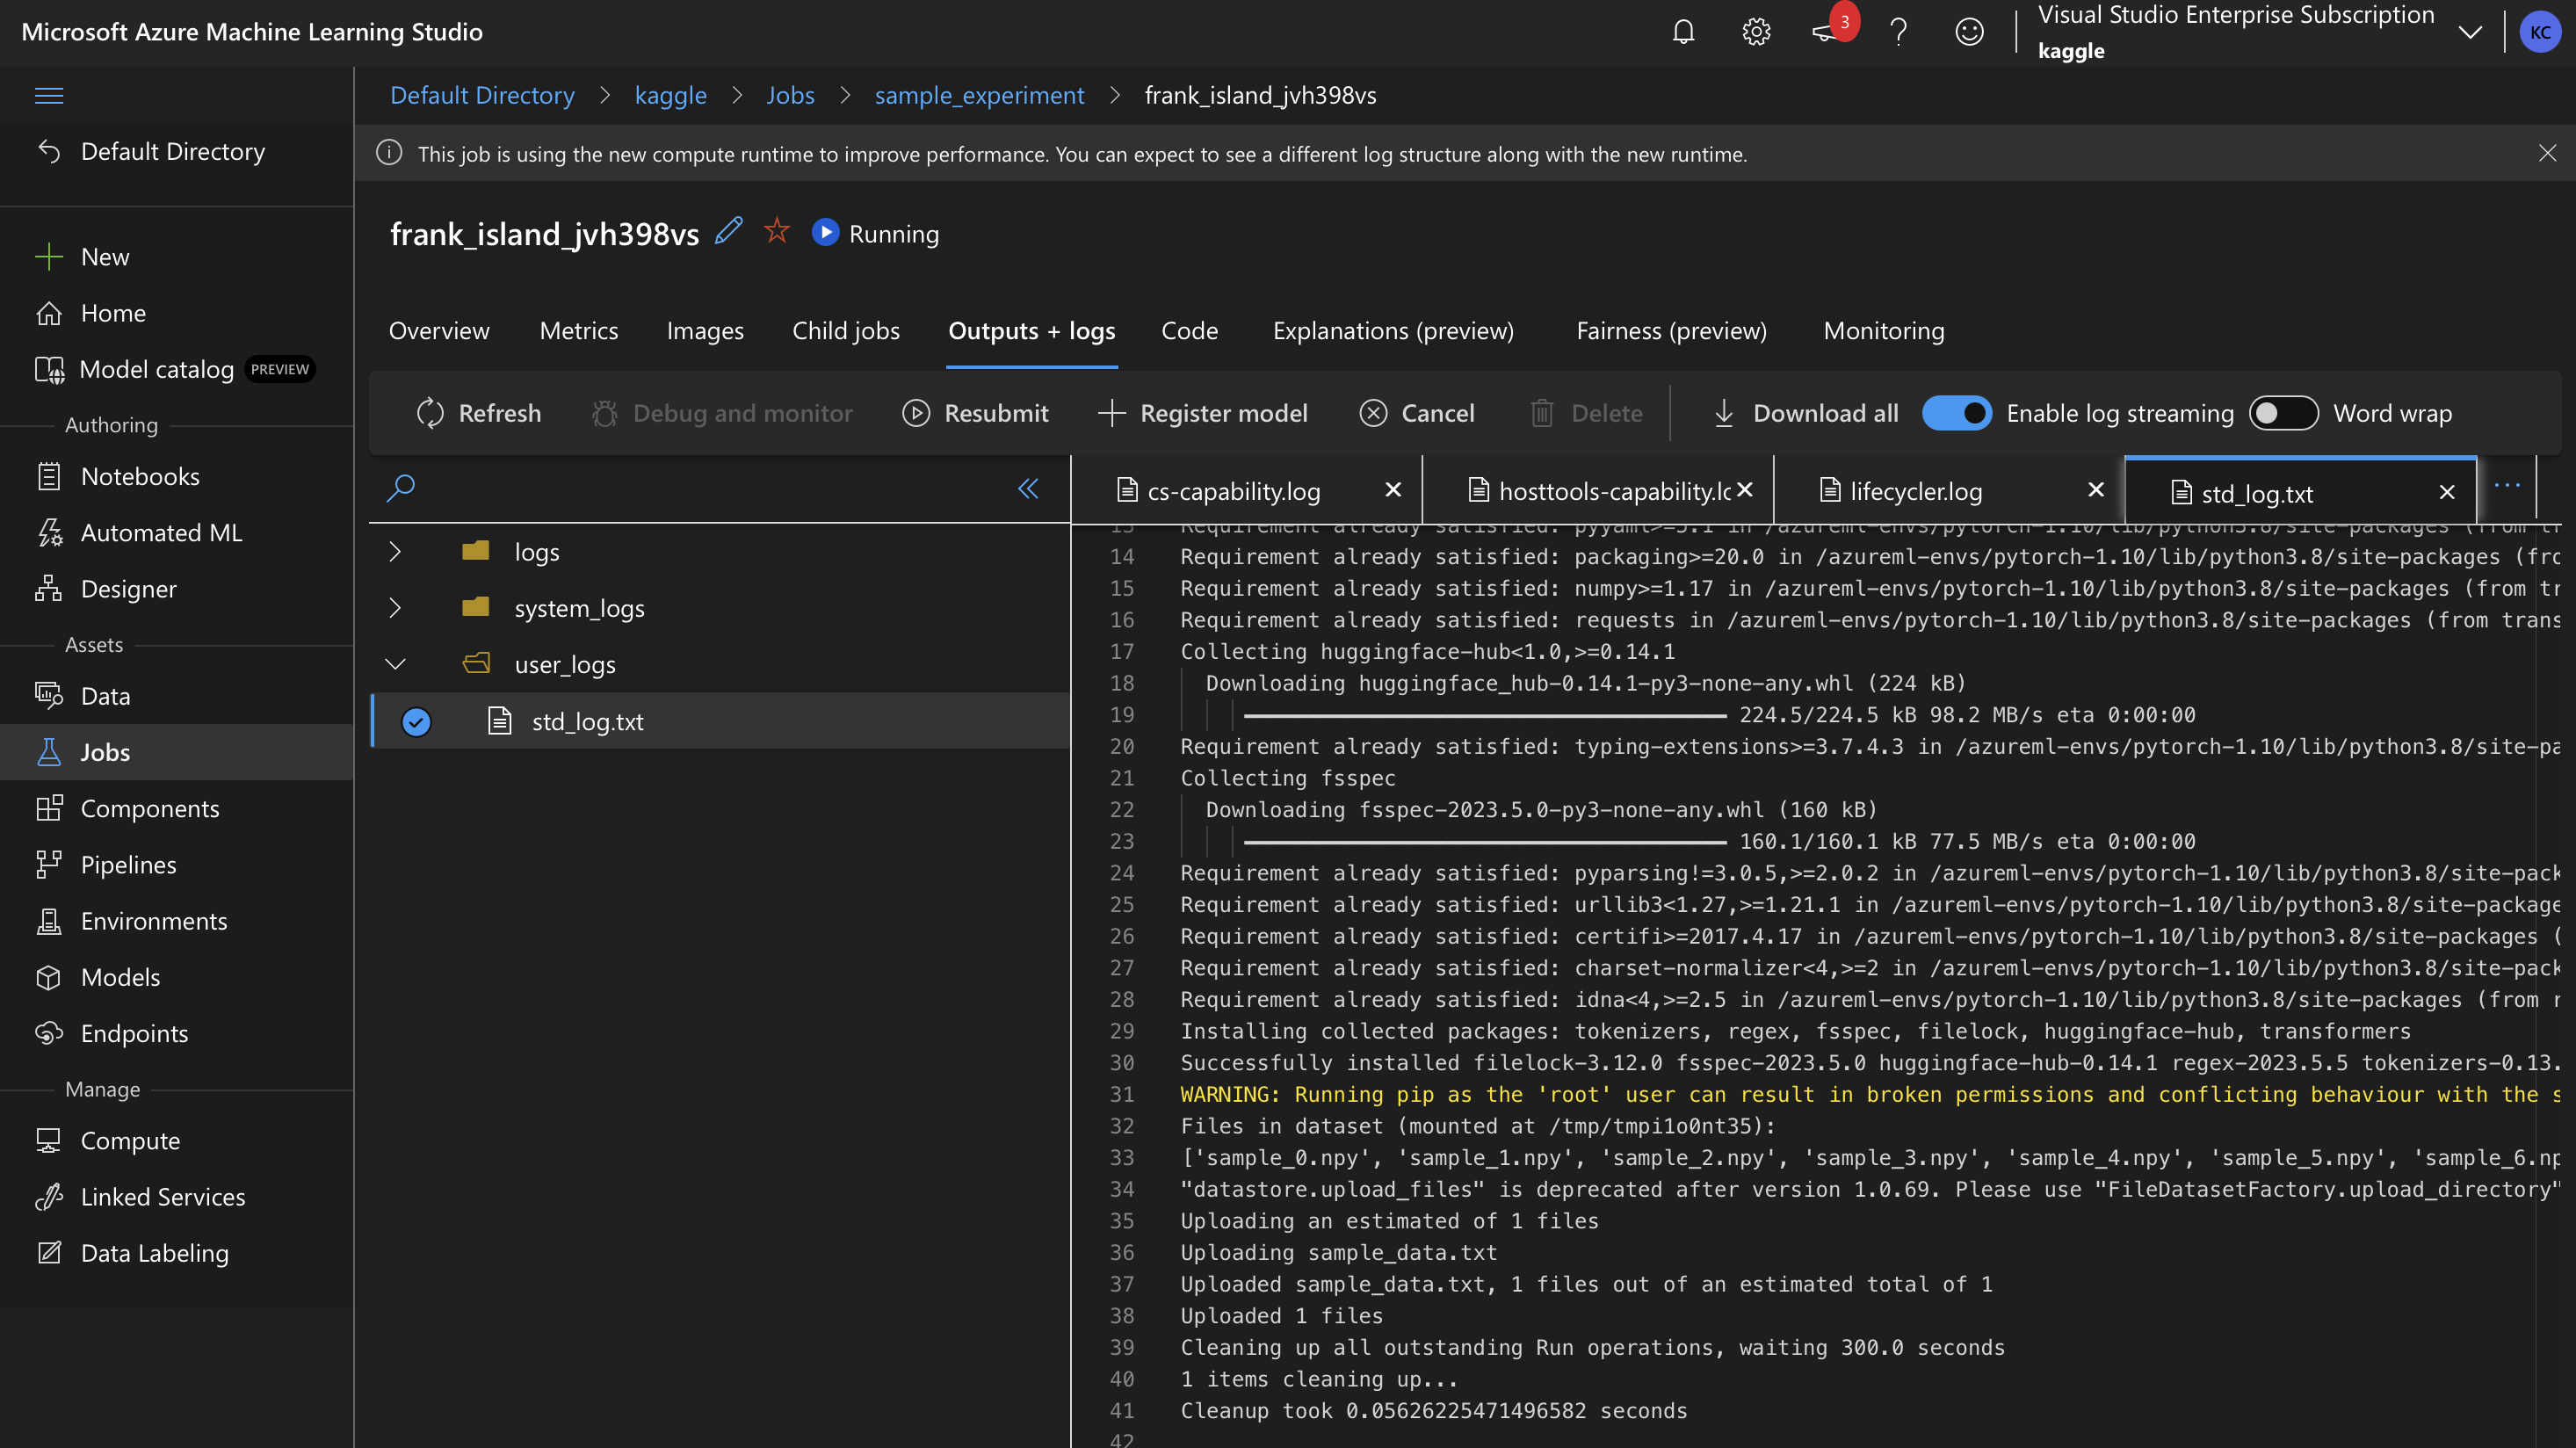 Microsoft Azure Machine Learning Studio
3
Visual Studio Enterprise Subscription
kaggle
KC
Default Directory
New
Home
Model catalog PREVIEW
Authoring
Notebooks
Automated ML
Designer
Assets
Data
Jobs
Components
Pipelines
Environments
Models
Endpoints
Manage
Compute
Linked Services
Data Labeling
Default Directory > kaggle > Jobs > sample_experiment > frank_island_jvh398vs
This job is using the new compute runtime to improve performance. You can expect to see a different log structure along with the new runtime.
frank_island_jvh398vs Running
Overview Metrics Images Child jobs Outputs + logs Code Explanations (preview) Fairness (preview) Monitoring
Refresh Debug and monitor Resubmit Register model Cancel Delete Download all Enable log streaming Word wrap
logs
system_logs
user_logs
std_log.txt
cs-capability.log hosttools-capability.lo lifecycler.log std_log.txt
13 Requirement already satisfied: pyyaml>=5.1 in /azureml-envs/pytorch-1.10/lib/python3.8/site-packages (from t
14 Requirement already satisfied: packaging>=20.0 in /azureml-envs/pytorch-1.10/lib/python3.8/site-packages (fro
15 Requirement already satisfied: numpy>=1.17 in /azureml-envs/pytorch-1.10/lib/python3.8/site-packages (from tr
16 Requirement already satisfied: requests in /azureml-envs/pytorch-1.10/lib/python3.8/site-packages (from trans
17 Collecting huggingface-hub<1.0,>=0.14.1
18 Downloading huggingface_hub-0.14.1-py3-none-any.whl (224 kB)
19 224.5/224.5 kB 98.2 MB/s eta 0:00:00
20 Requirement already satisfied: typing-extensions>=3.7.4.3 in /azureml-envs/pytorch-1.10/lib/python3.8/site-pa
21 Collecting fsspec
22 Downloading fsspec-2023.5.0-py3-none-any.whl (160 kB)
23 160.1/160.1 kB 77.5 MB/s eta 0:00:00
24 Requirement already satisfied: pyparsing!=3.0.5,>=2.0.2 in /azureml-envs/pytorch-1.10/lib/python3.8/site-pack
25 Requirement already satisfied: urllib3<1.27,>=1.21.1 in /azureml-envs/pytorch-1.10/lib/python3.8/site-package
26 Requirement already satisfied: certifi>=2017.4.17 in /azureml-envs/pytorch-1.10/lib/python3.8/site-packages (
27 Requirement already satisfied: charset-normalizer<4,>=2 in /azureml-envs/pytorch-1.10/lib/python3.8/site-pack
28 Requirement already satisfied: idna<4,>=2.5 in /azureml-envs/pytorch-1.10/lib/python3.8/site-packages (from r
29 Installing collected packages: tokenizers, regex, fsspec, filelock, huggingface-hub, transformers
30 Successfully installed filelock-3.12.0 fsspec-2023.5.0 huggingface-hub-0.14.1 regex-2023.5.5 tokenizers-0.13.
31 WARNING: Running pip as the 'root' user can result in broken permissions and conflicting behaviour with the s
32 Files in dataset (mounted at /tmp/tmpi1o0nt35):
33 ['sample_0.npy', 'sample_1.npy', 'sample_2.npy', 'sample_3.npy', 'sample_4.npy', 'sample_5.npy', 'sample_6.np
34 "datastore.upload_files" is deprecated after version 1.0.69. Please use "FileDatasetFactory.upload_directory"
35 Uploading an estimated of 1 files
36 Uploading sample_data.txt
37 Uploaded sample_data.txt, 1 files out of an estimated total of 1
38 Uploaded 1 files
39 Cleaning up all outstanding Run operations, waiting 300.0 seconds
40 1 items cleaning up...
41 Cleanup took 0.05626225471496582 seconds
42